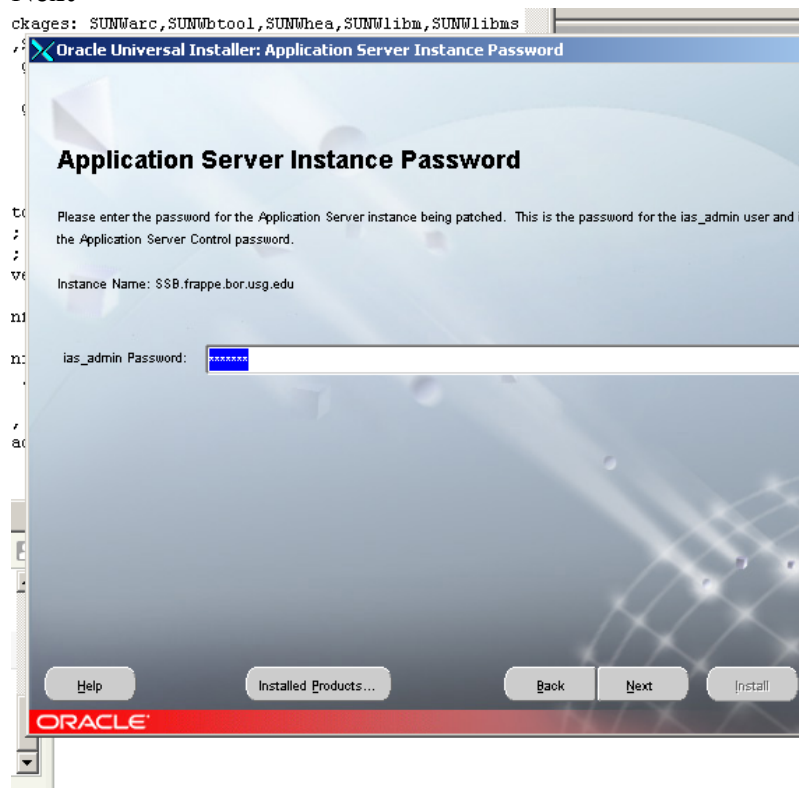 ckages: SUNWarc,SUNWbtool,SUNWhea,SUNWlibm,SUNWlibms
Oracle Universal Installer: Application Server Instance Password
Application Server Instance Password
Please enter the password for the Application Server instance being patched. This is the password for the ias_admin user and
the Application Server Control password.
Instance Name: SSB.frappe.bor.usg.edu
ias_admin Password: *******
Help Installed Products... Back Next Install
ORACLE